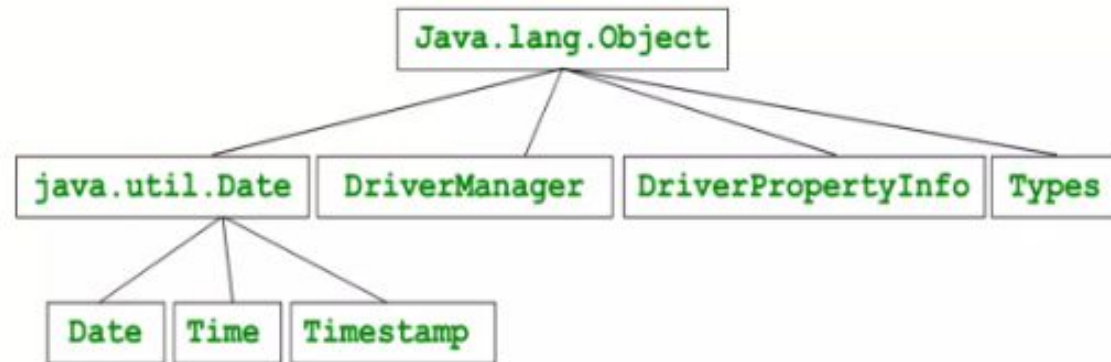 Java.lang.Object
java.util.Date DriverManager DriverPropertyInfo Types
Date Time Timestamp